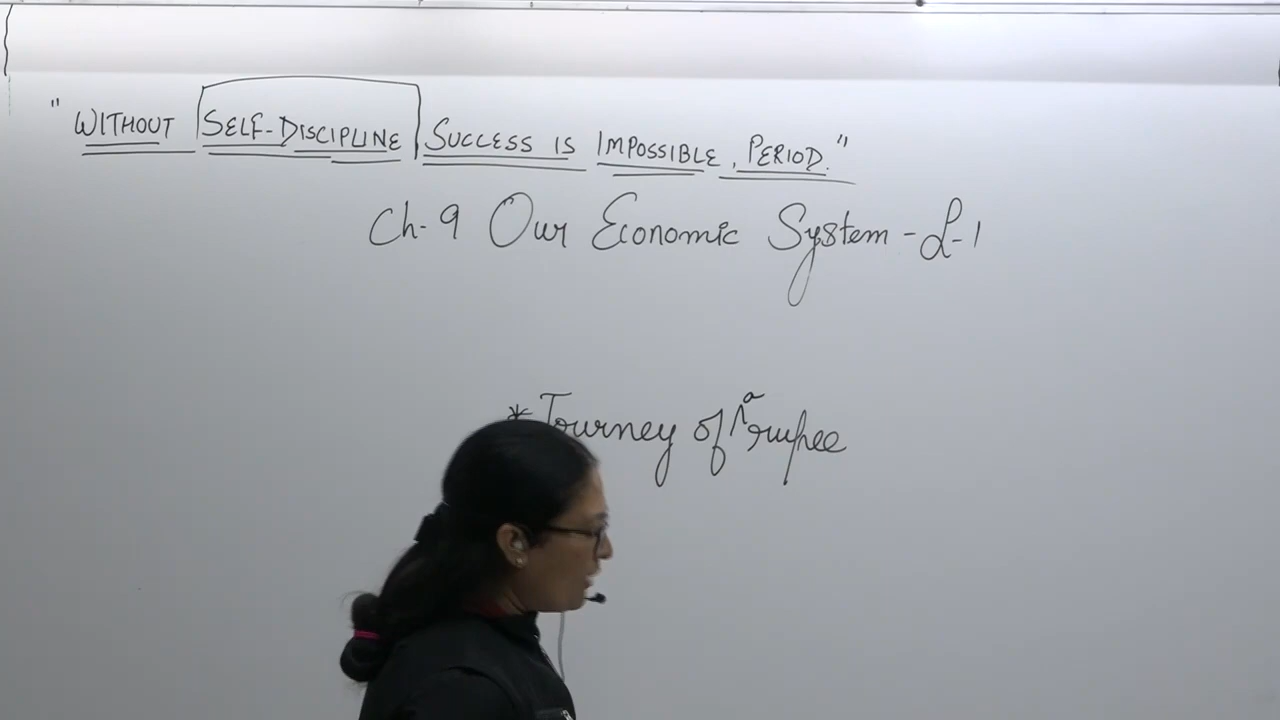 "WITHOUT SELF-DISCIPLINE SUCCESS IS IMPOSSIBLE, PERIOD."
Ch-9 Our Economic System - L-1
* Journey of a rupee